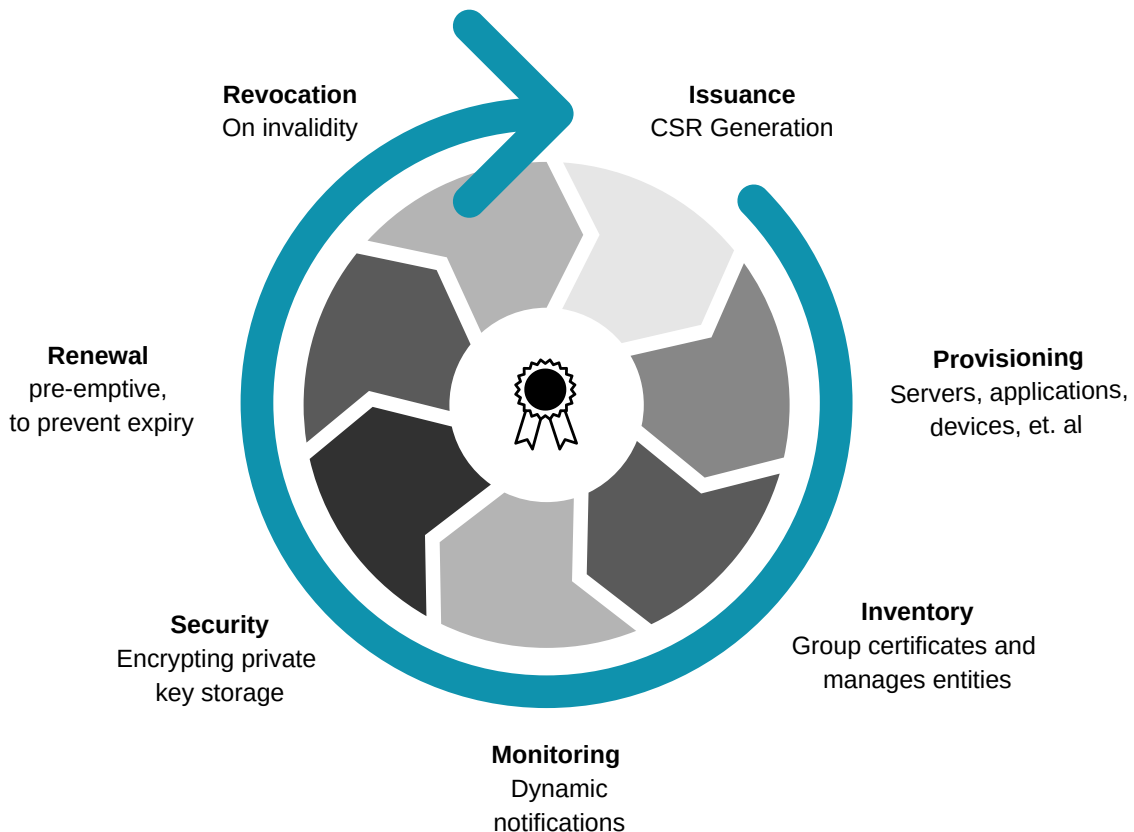 Revocation
On invalidity
Issuance
CSR Generation
Renewal
pre-emptive,
to prevent expiry
Provisioning
Servers, applications,
devices, et. al
Security
Encrypting private
key storage
Inventory
Group certificates and
manages entities
Monitoring
Dynamic
notifications